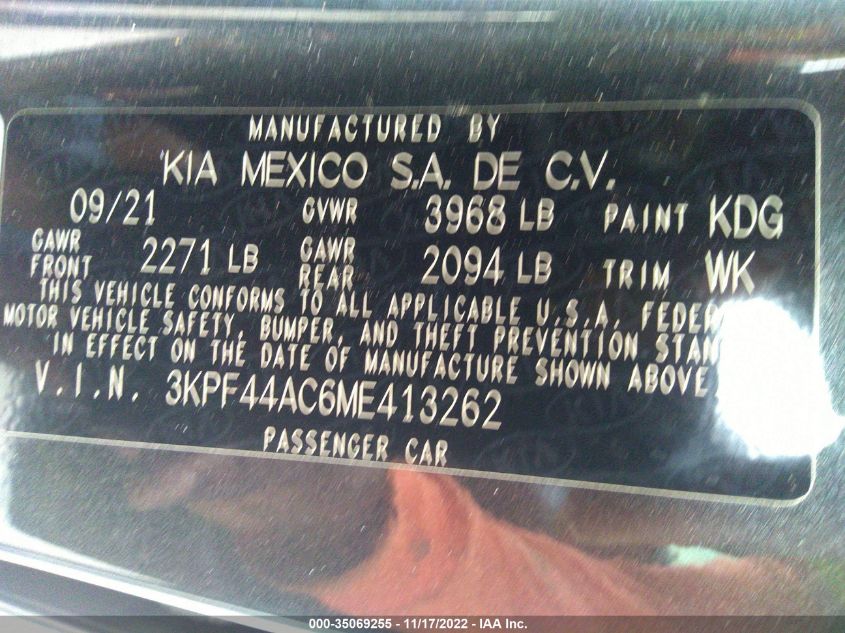 MANUFACTURED BY
KIA MEXICO S.A. DE C.V.
09/21 GVWR 3968 LB PAINT KDG
GAWR FRONT 2271 LB GAWR REAR 2094 LB TRIM WK
THIS VEHICLE CONFORMS TO ALL APPLICABLE U.S.A. FEDER
MOTOR VEHICLE SAFETY, BUMPER, AND THEFT PREVENTION STAN
IN EFFECT ON THE DATE OF MANUFACTURE SHOWN ABOVE
V.I.N. 3KPF44AC6ME413262
PASSENGER CAR
000-35069255 - 11/17/2022 - IAA Inc.